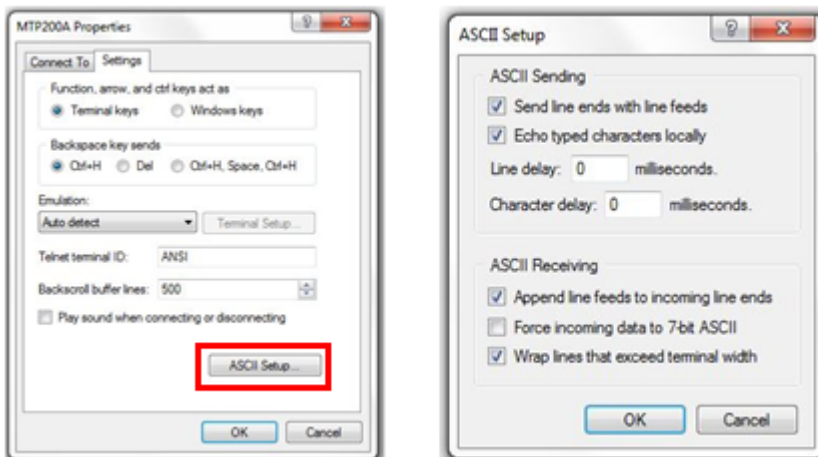 MTP200A Properties
Connect To Settings
Function, arrow, and ctrl keys act as
Terminal keys Windows keys
Backspace key sends
Ctrl+H Del Ctrl+H, Space, Ctrl+H
Emulation:
Auto detect Terminal Setup...
Telnet terminal ID: ANSI
Backscroll buffer lines: 500
Play sound when connecting or disconnecting
ASCII Setup...
OK Cancel
ASCII Setup
ASCII Sending
Send line ends with line feeds
Echo typed characters locally
Line delay: 0 milliseconds.
Character delay: 0 milliseconds.
ASCII Receiving
Append line feeds to incoming line ends
Force incoming data to 7-bit ASCII
Wrap lines that exceed terminal width
OK Cancel